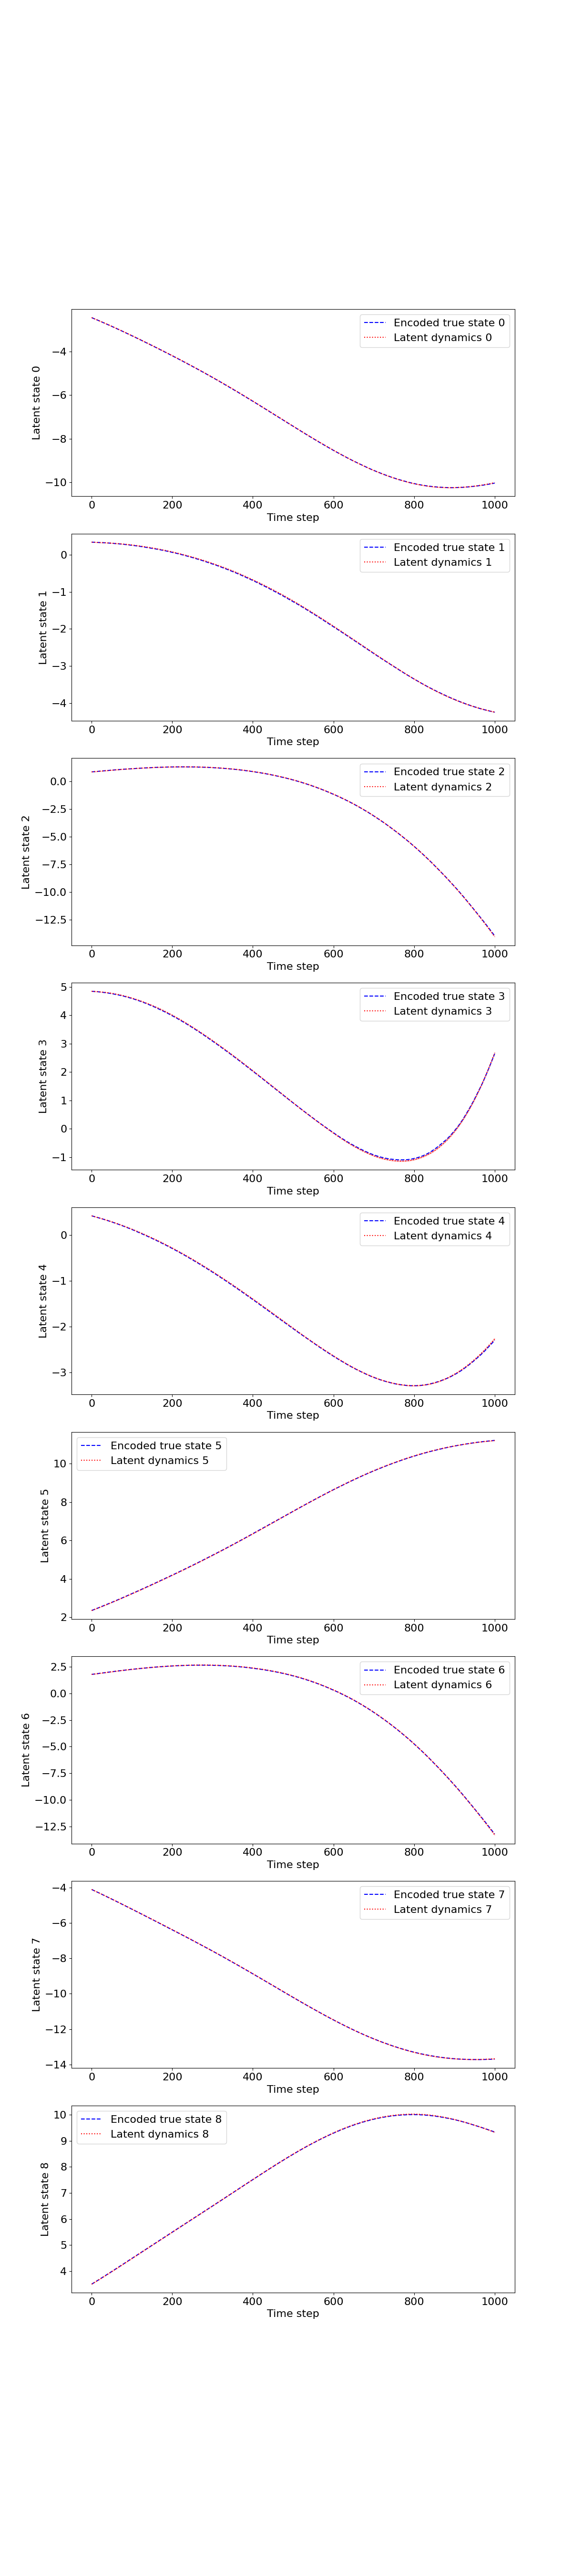 Encoded true state 0
Latent dynamics 0
Latent state 0
−4
−6
−8
−10
0 200 400 600 800 1000
Time step
Encoded true state 1
Latent dynamics 1
Latent state 1
0
−1
−2
−3
−4
0 200 400 600 800 1000
Time step
Encoded true state 2
Latent dynamics 2
Latent state 2
0.0
−2.5
−5.0
−7.5
−10.0
−12.5
0 200 400 600 800 1000
Time step
Encoded true state 3
Latent dynamics 3
Latent state 3
5
4
3
2
1
0
−1
0 200 400 600 800 1000
Time step
Encoded true state 4
Latent dynamics 4
Latent state 4
0
−1
−2
−3
0 200 400 600 800 1000
Time step
Encoded true state 5
Latent dynamics 5
Latent state 5
10
8
6
4
2
0 200 400 600 800 1000
Time step
Encoded true state 6
Latent dynamics 6
Latent state 6
2.5
0.0
−2.5
−5.0
−7.5
−10.0
−12.5
0 200 400 600 800 1000
Time step
Encoded true state 7
Latent dynamics 7
Latent state 7
−4
−6
−8
−10
−12
−14
0 200 400 600 800 1000
Time step
Encoded true state 8
Latent dynamics 8
Latent state 8
10
9
8
7
6
5
4
0 200 400 600 800 1000
Time step